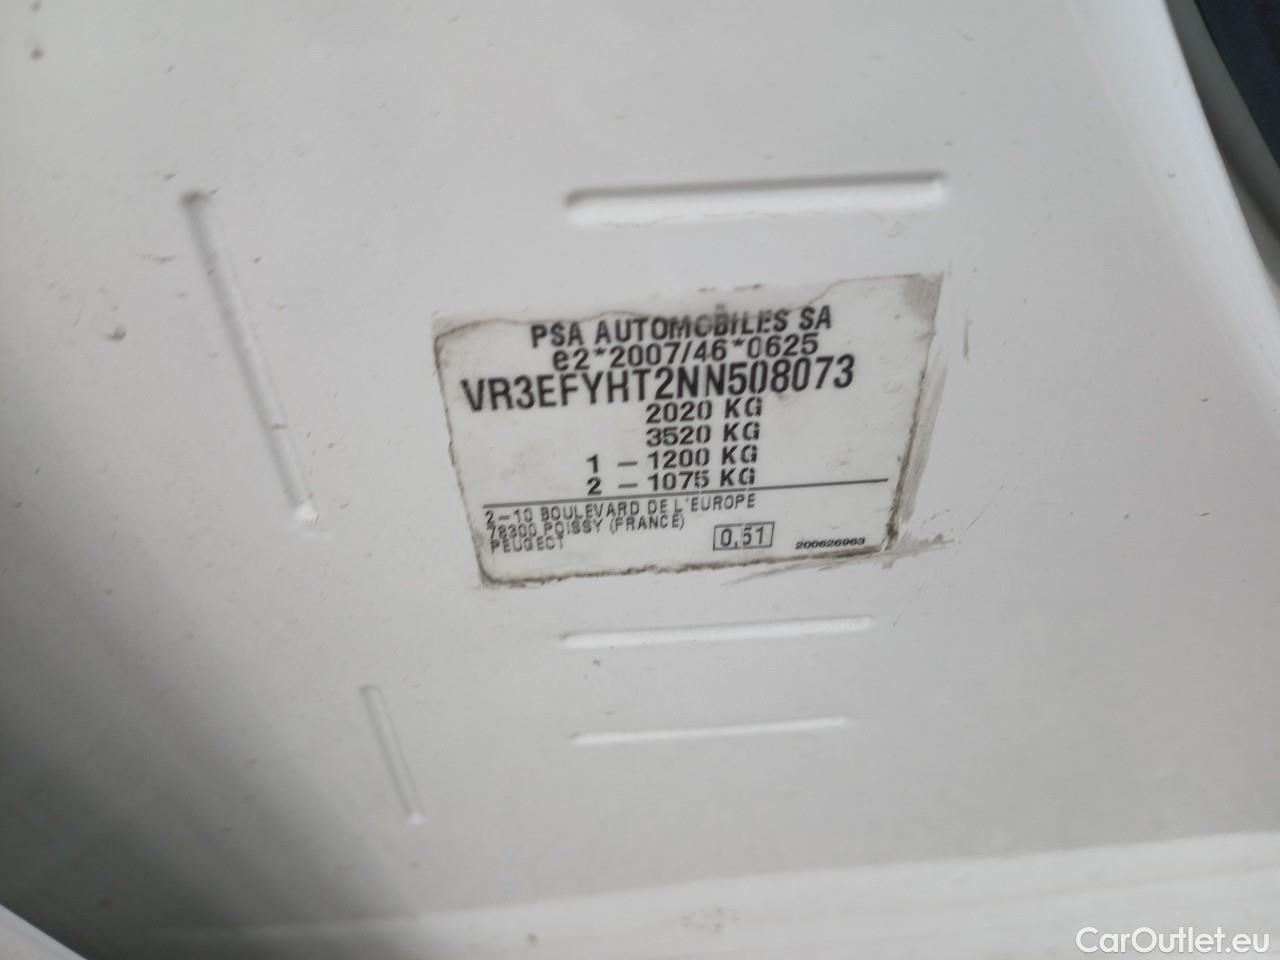 PSA AUTOMOBILES SA
e2*2007/46*0625
VR3EFYHT2NN508073
2020 KG
3520 KG
1 - 1200 KG
2 - 1075 KG
2-10 BOULEVARD DE L'EUROPE
78300 POISSY (FRANCE)
PEUGEOT
0,51
200626963
CarOutlet.eu